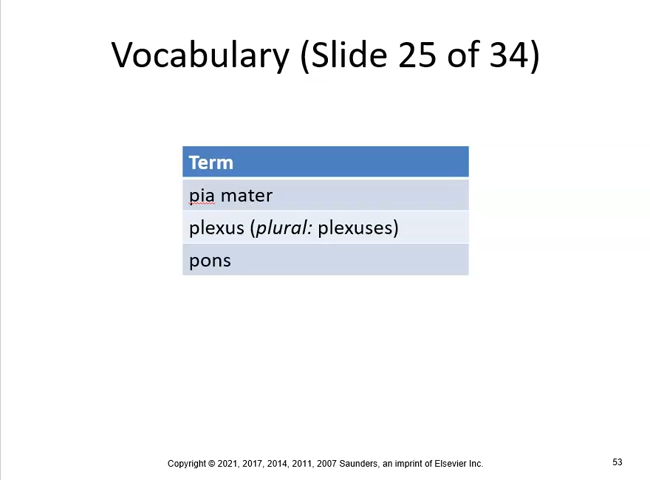 Vocabulary (Slide 25 of 34)
Term
pia mater
plexus (plural: plexuses)
pons
Copyright © 2021, 2017, 2014, 2011, 2007 Saunders, an imprint of Elsevier Inc.
53